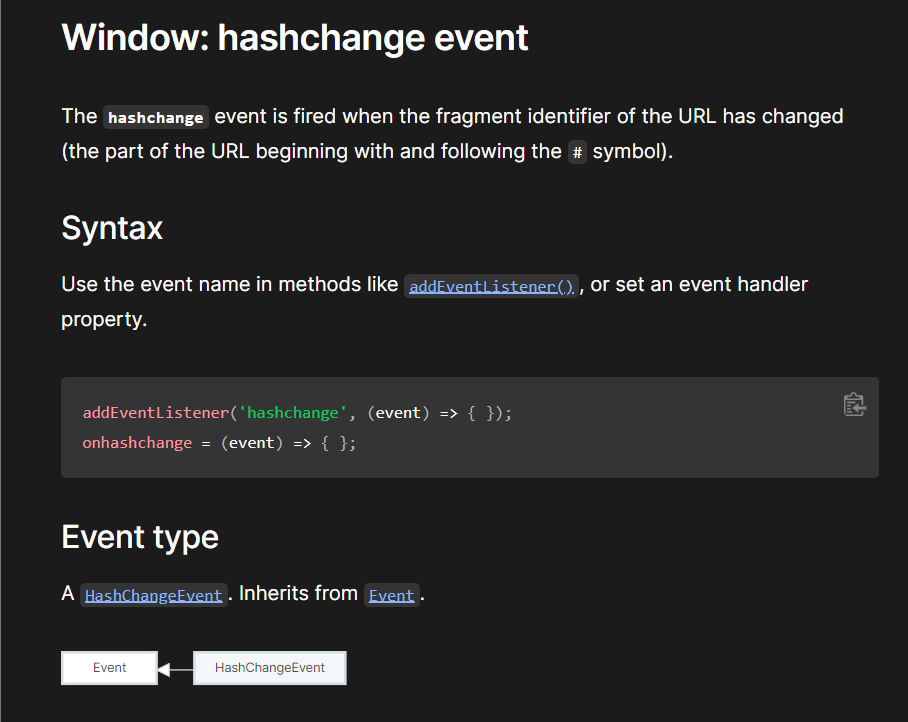 Window: hashchange event
The hashchange event is fired when the fragment identifier of the URL has changed
(the part of the URL beginning with and following the # symbol).
Syntax
Use the event name in methods like addEventListener(), or set an event handler
property.
addEventListener('hashchange', (event) => { });
onhashchange = (event) => { };
Event type
A HashChangeEvent. Inherits from Event.
Event HashChangeEvent